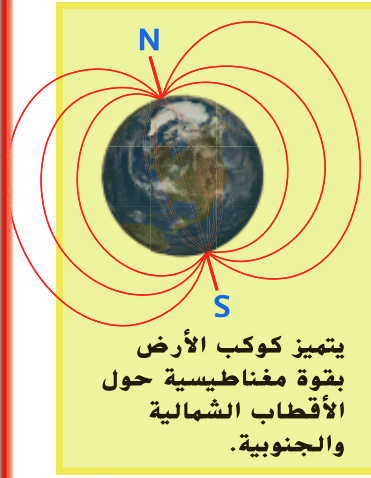 N
S
يتميز كوكب الأرض
بقوة مغناطيسية حول
الأقطاب الشمالية
والجنوبية.